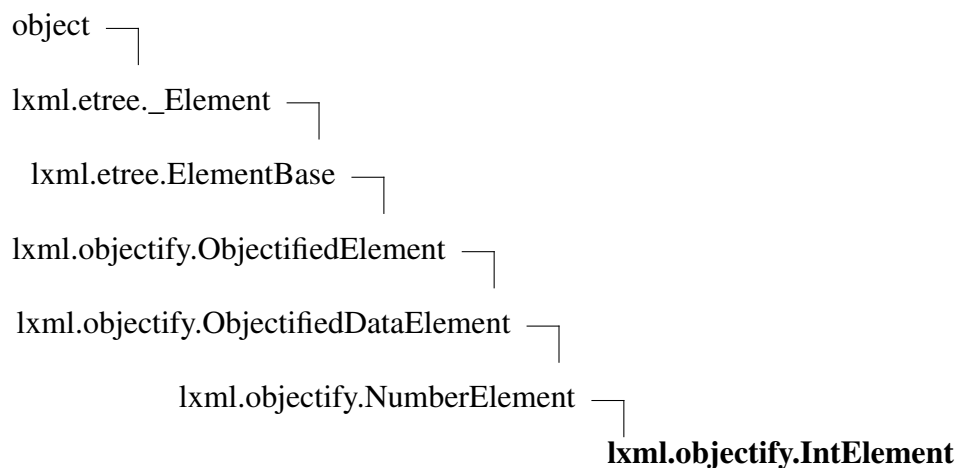 object
lxml.etree._Element
lxml.etree.ElementBase
lxml.objectify.ObjectifiedElement
lxml.objectify.ObjectifiedDataElement
lxml.objectify.NumberElement
lxml.objectify.IntElement